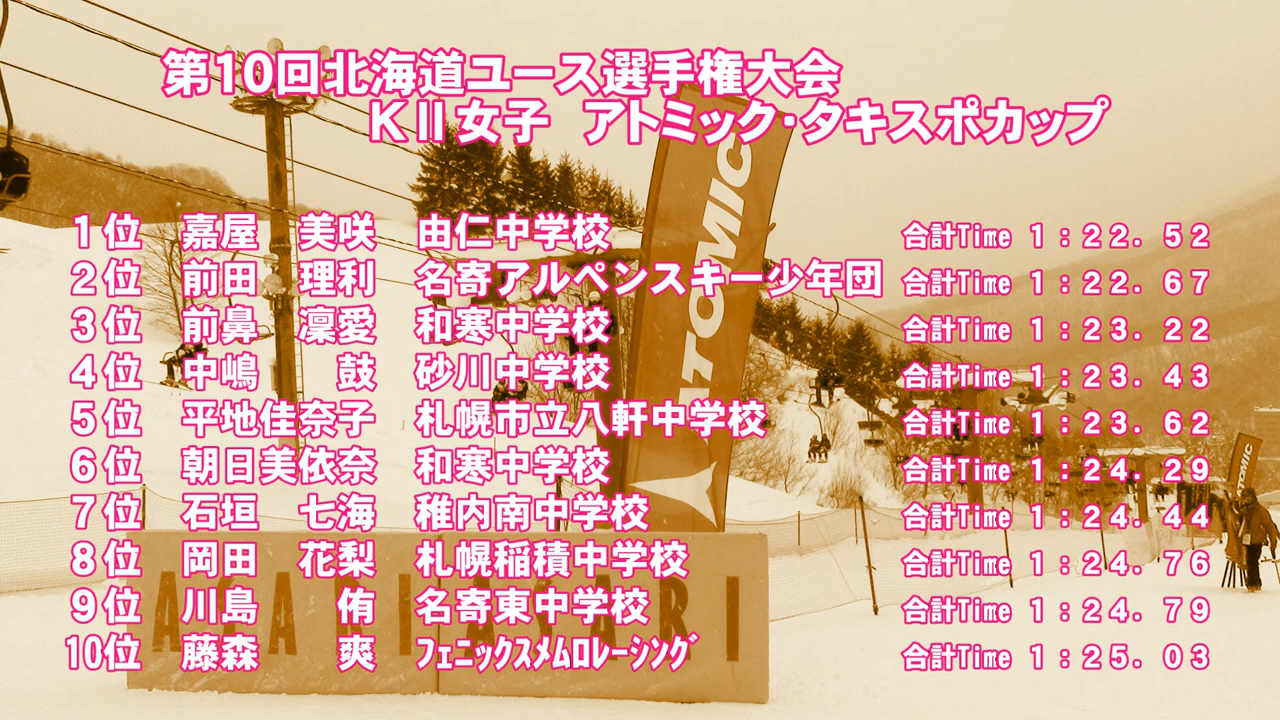 第10回北海道ユース選手権大会
KⅡ女子 アトミック・タキスポカップ
1位 嘉屋 美咲 由仁中学校 合計Time 1:22.52
2位 前田 理利 名寄アルペンスキー少年団 合計Time 1:22.67
3位 前鼻 凜愛 和寒中学校 合計Time 1:23.22
4位 中嶋 鼓 砂川中学校 合計Time 1:23.43
5位 平地佳奈子 札幌市立八軒中学校 合計Time 1:23.62
6位 朝日美依奈 和寒中学校 合計Time 1:24.29
7位 石垣 七海 稚内南中学校 合計Time 1:24.44
8位 岡田 花梨 札幌稲積中学校 合計Time 1:24.76
9位 川島 侑 名寄東中学校 合計Time 1:24.79
10位 藤森 爽 フェニックスメムロレーシング 合計Time 1:25.03
ATOMIC
ATOMIC
ASARI ASARI